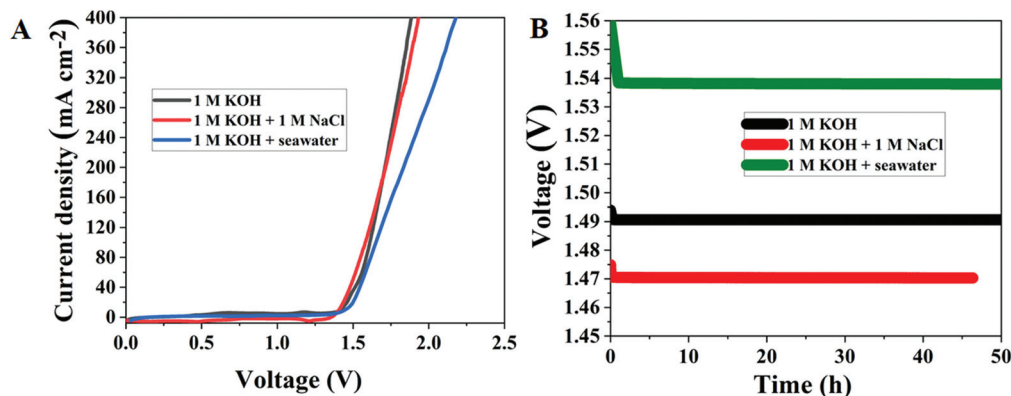 A
Current density (mA cm⁻²)
400
360
320
280
240
200
160
120
80
40
0
1 M KOH
1 M KOH + 1 M NaCl
1 M KOH + seawater
0.0 0.5 1.0 1.5 2.0 2.5
Voltage (V)
B
Voltage (V)
1.56
1.55
1.54
1.53
1.52
1.51
1.50
1.49
1.48
1.47
1.46
1.45
1 M KOH
1 M KOH + 1 M NaCl
1 M KOH + seawater
0 10 20 30 40 50
Time (h)